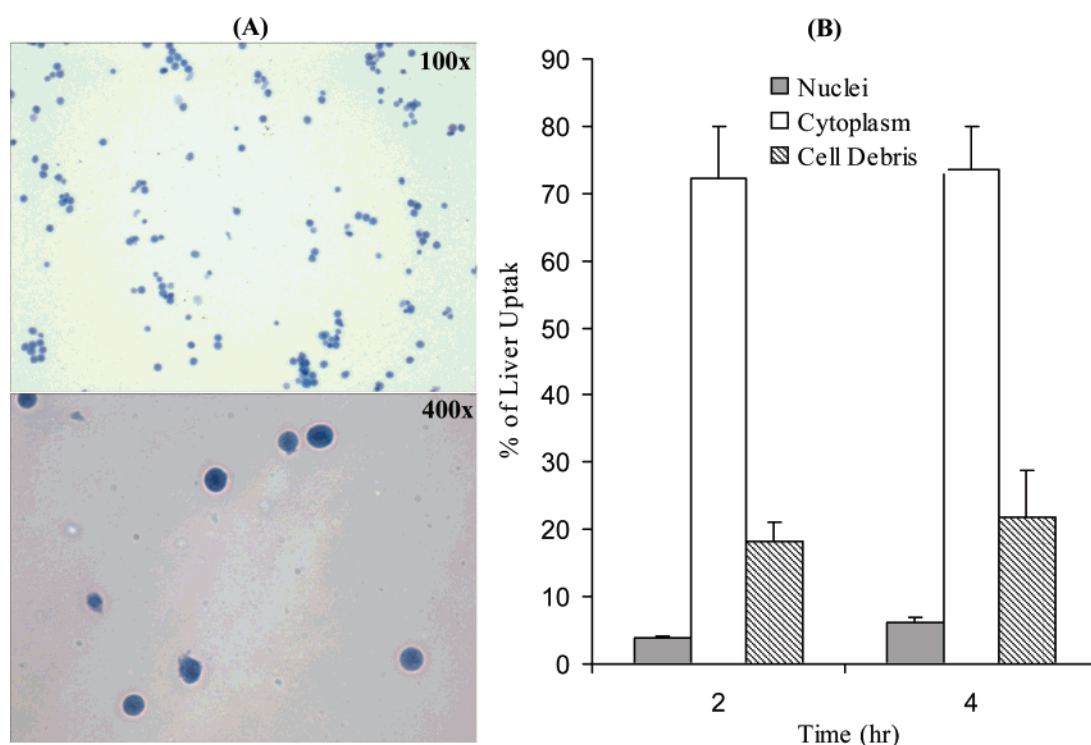 (A)
100x
400x
(B)
90
80
70
60
50
40
30
20
10
0
% of Liver Uptak
Nuclei
Cytoplasm
Cell Debris
2
4
Time (hr)